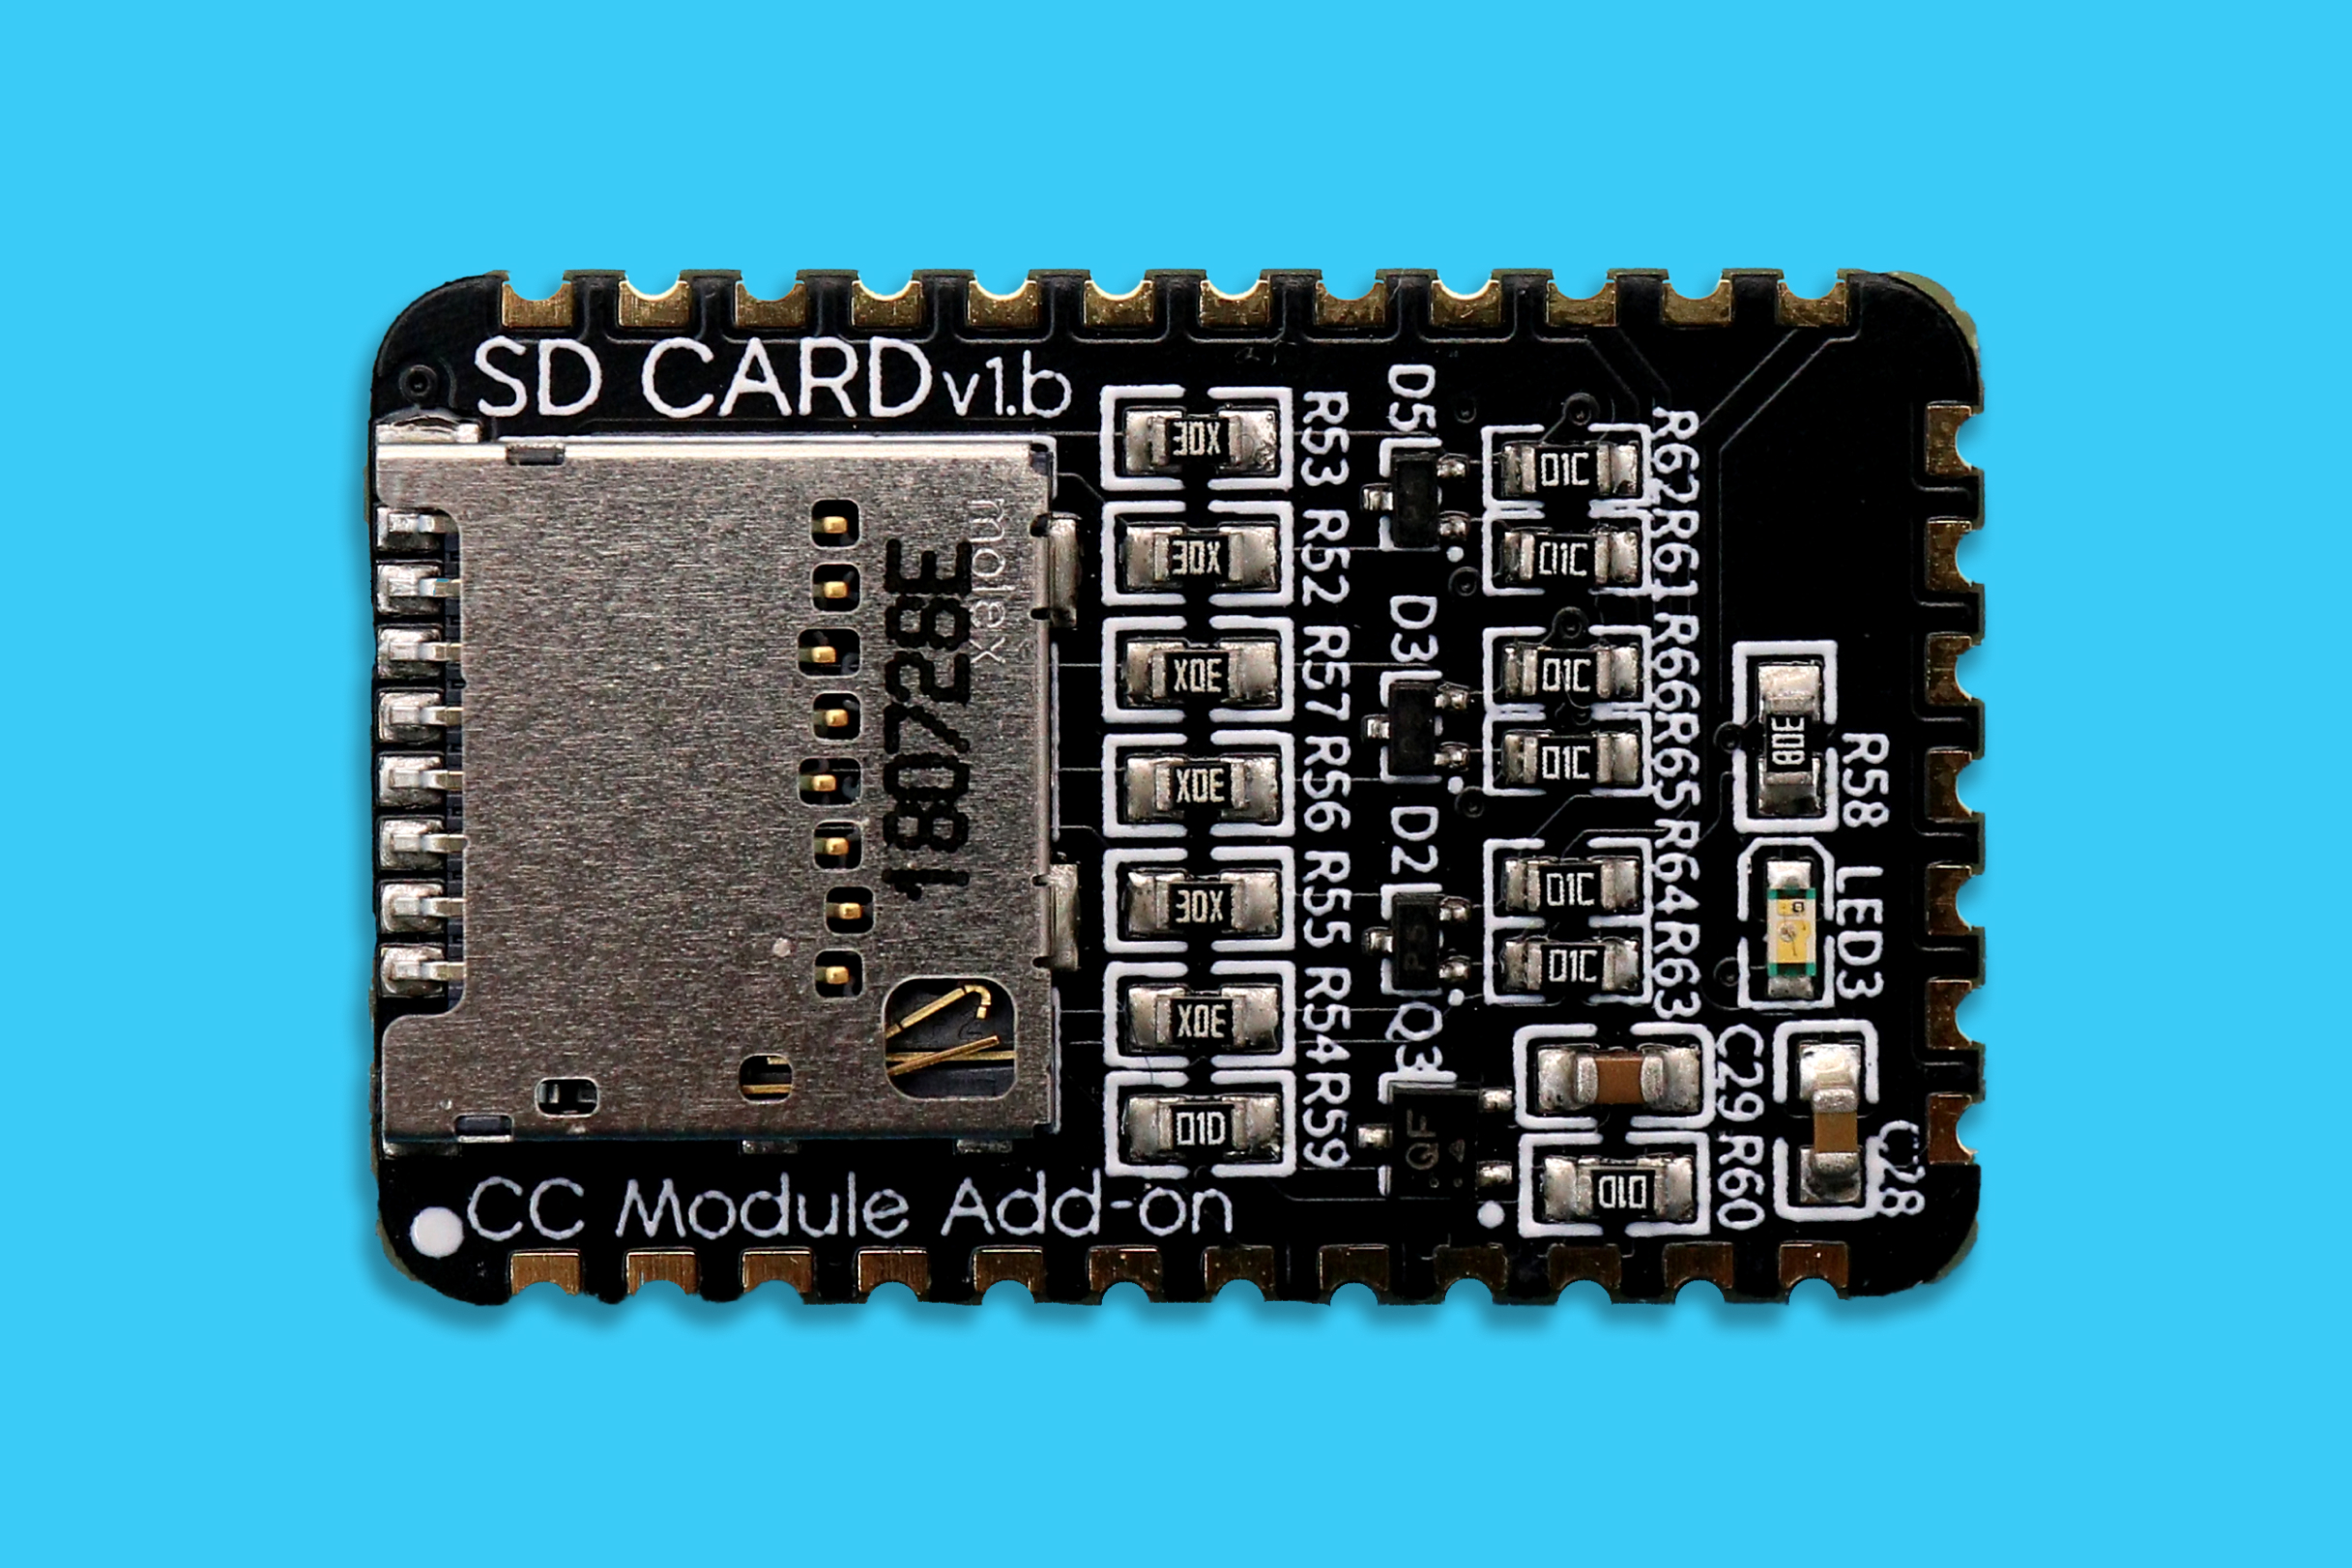 SD CARD v1.b
molex
180728E
30X
30X
X0E
X0E
30X
X0E
01D
R53 R52 R57 R56 R55 R54 R59
D5
D3
D2
Q3
QF
01C
01C
01C
01C
01C
01C
R62 R61 R66 R65 R64 R63
R58
LED3
C29 R60
01D
C28
CC Module Add-on